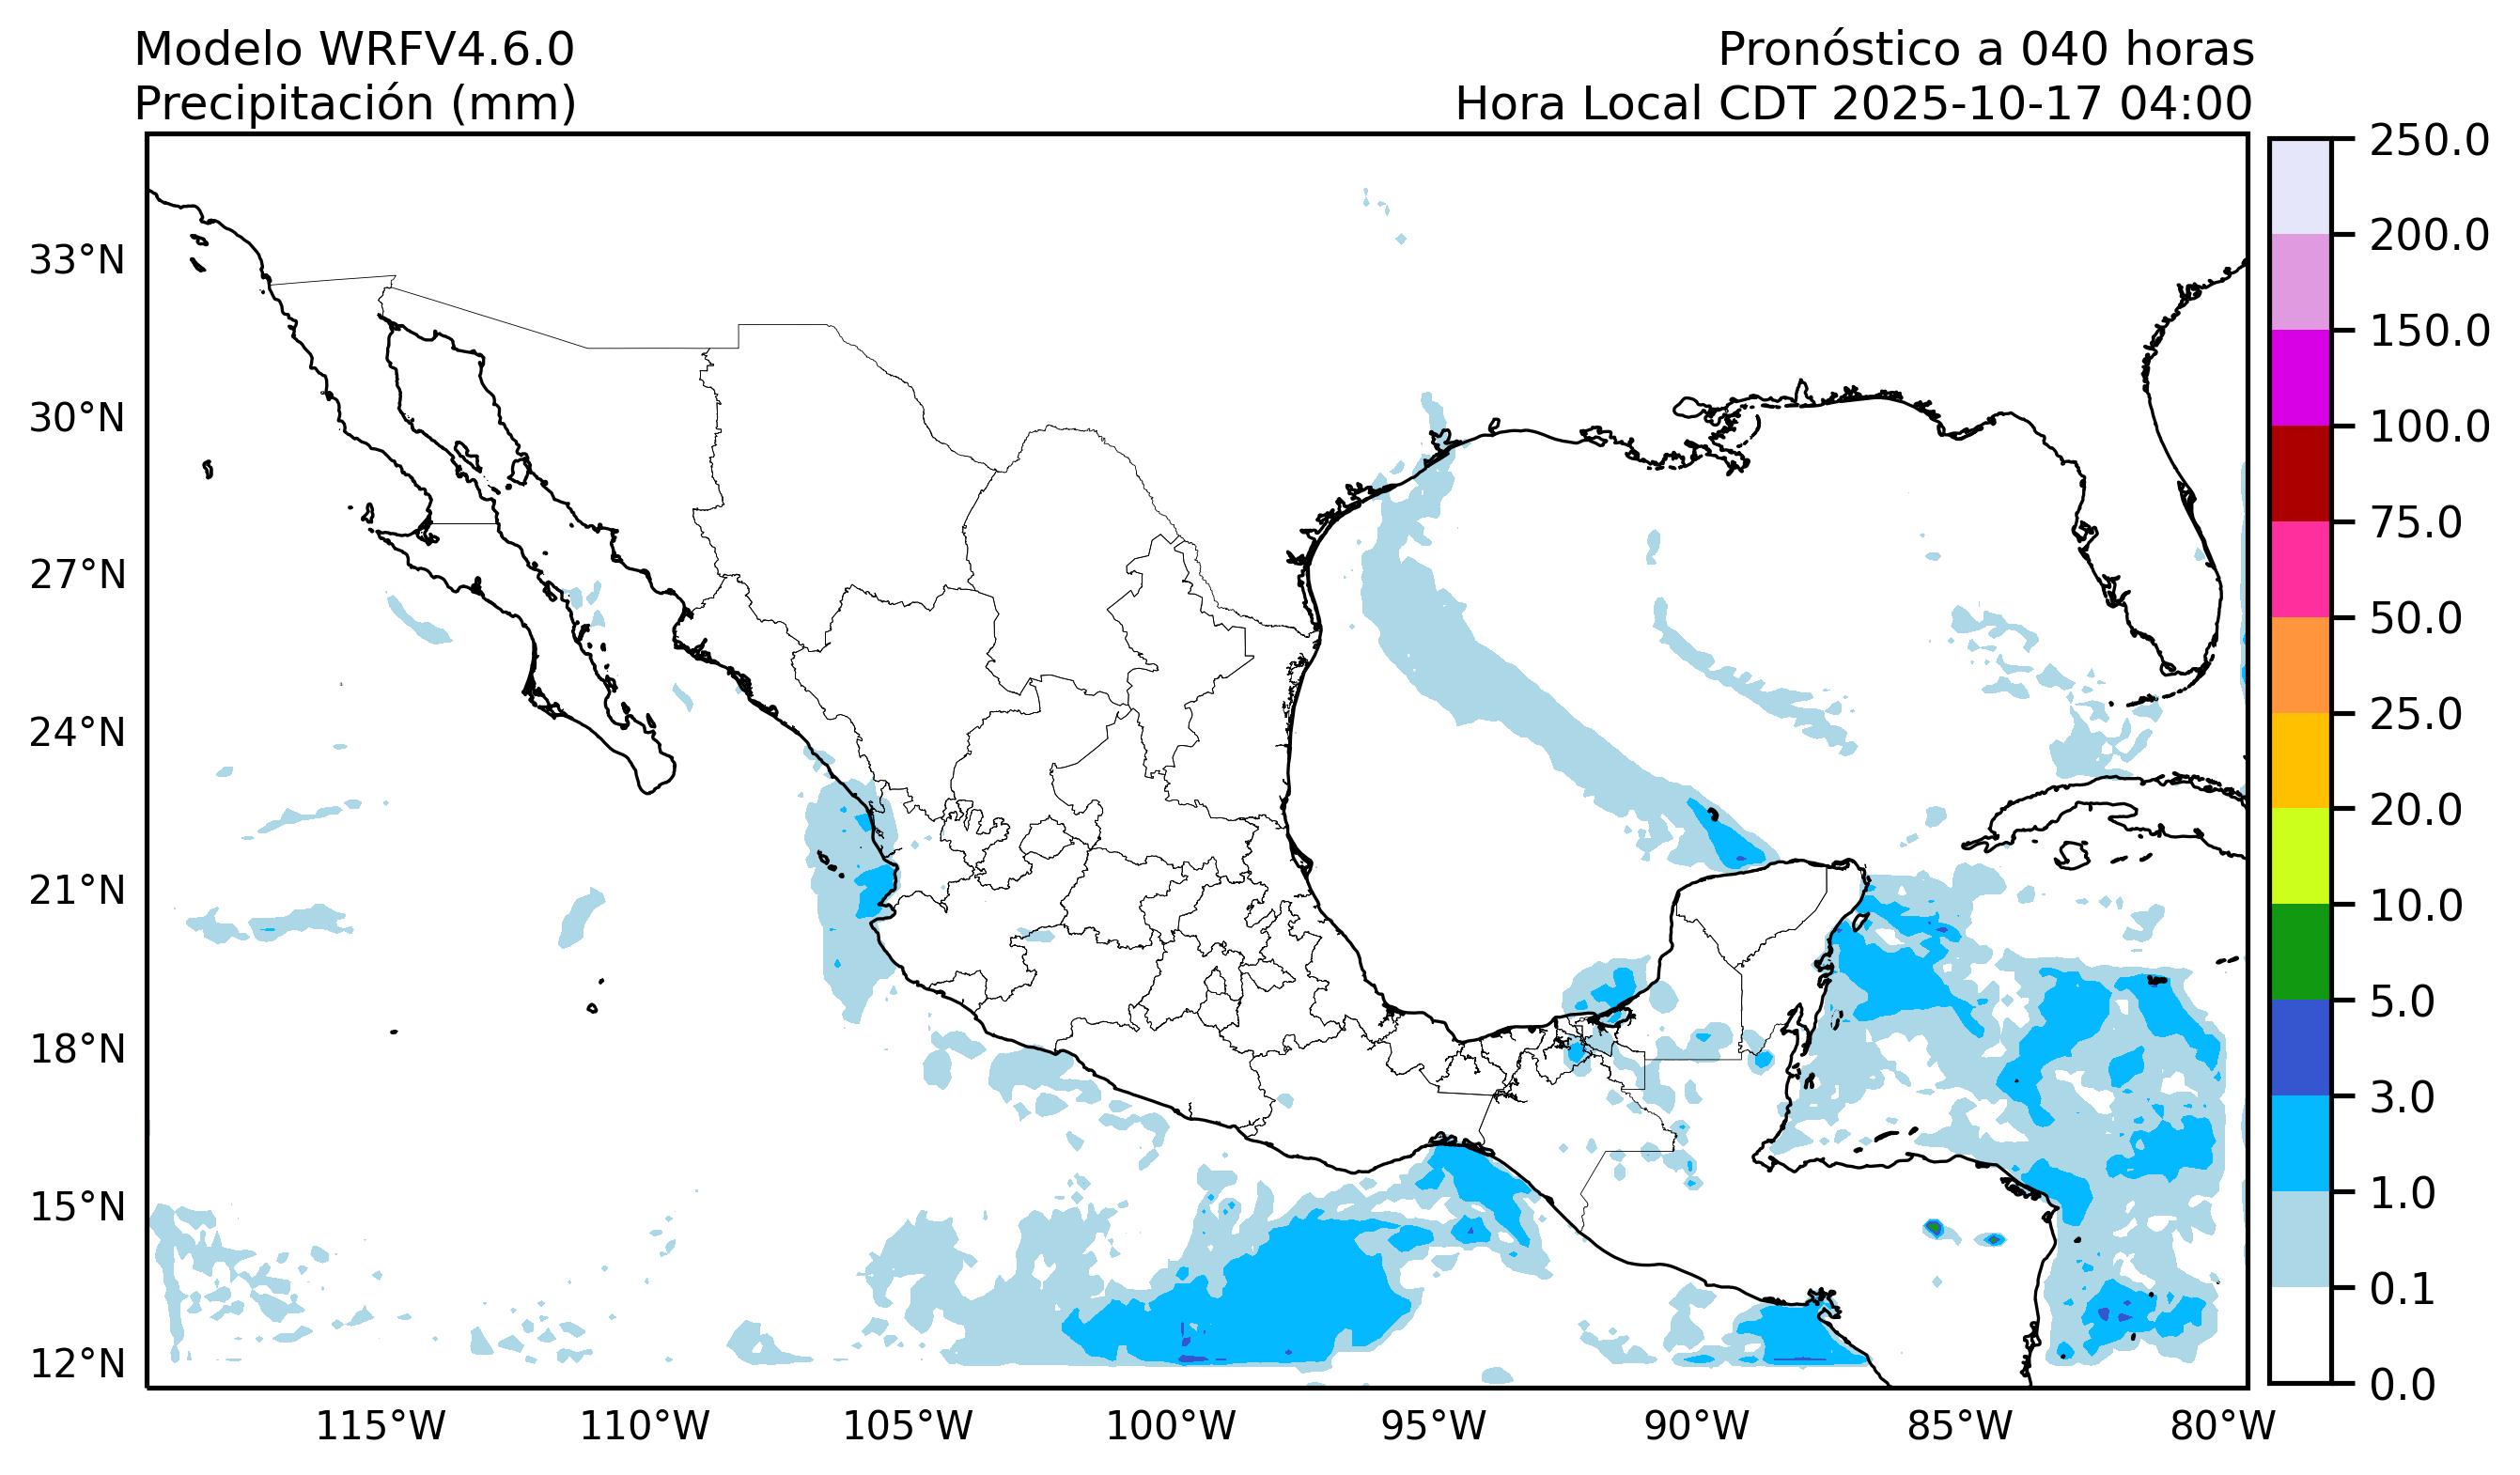 Modelo WRFV4.6.0
Precipitación (mm)
Pronóstico a 040 horas
Hora Local CDT 2025-10-17 04:00
33°N
30°N
27°N
24°N
21°N
18°N
15°N
12°N
115°W
110°W
105°W
100°W
95°W
90°W
85°W
80°W
250.0
200.0
150.0
100.0
75.0
50.0
25.0
20.0
10.0
5.0
3.0
1.0
0.1
0.0